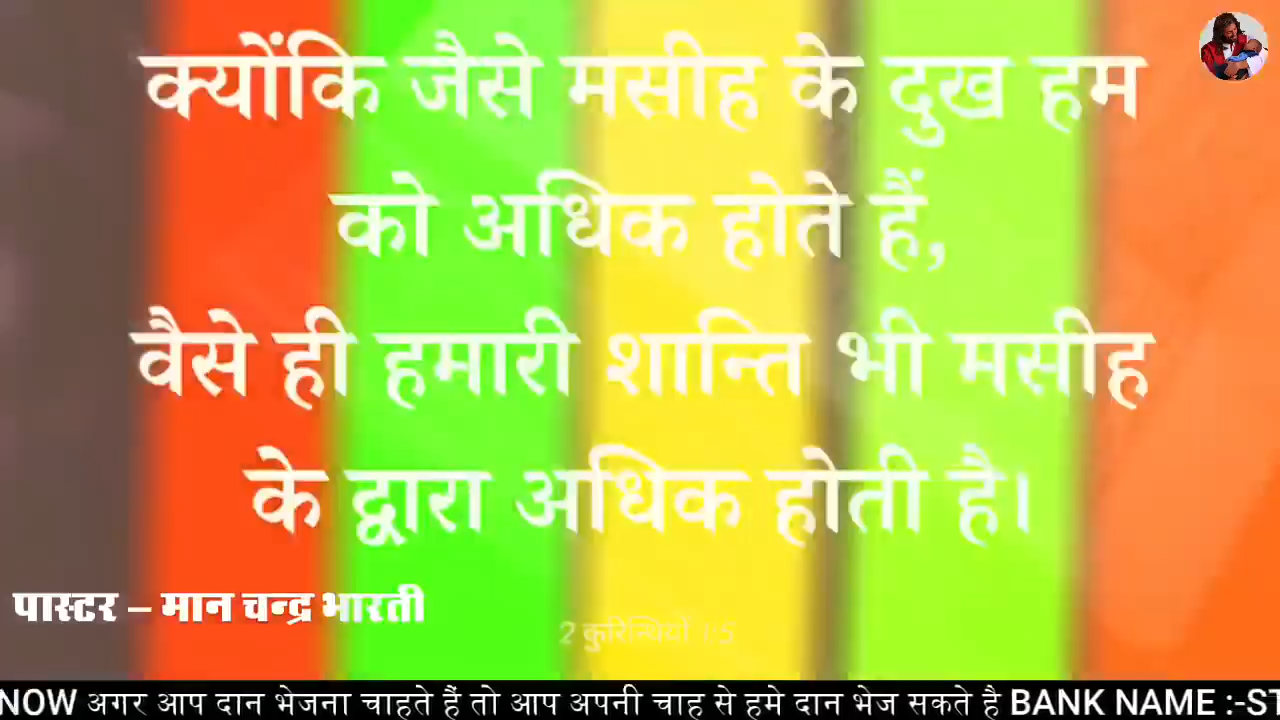 क्योंकि जैसे मसीह के दुख हम
को अधिक होते हैं,
वैसे ही हमारी शान्ति भी मसीह
के द्वारा अधिक होती है।
पास्टर – मान चन्द्र भारती
2 कुरिन्थियों 1:5
NOW अगर आप दान भेजना चाहते हैं तो आप अपनी चाह से हमे दान भेज सकते है BANK NAME :-ST